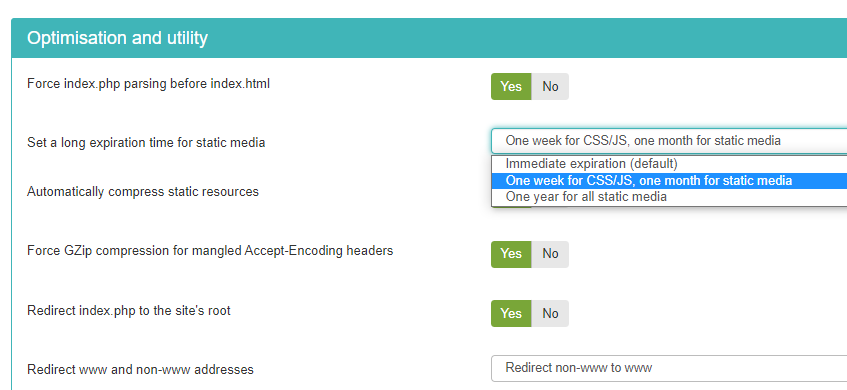 Optimisation and utility
Force index.php parsing before index.html
Yes No
Set a long expiration time for static media
One week for CSS/JS, one month for static media
Immediate expiration (default)
One week for CSS/JS, one month for static media
One year for all static media
Automatically compress static resources
Force GZip compression for mangled Accept-Encoding headers
Yes No
Redirect index.php to the site's root
Yes No
Redirect www and non-www addresses
Redirect non-www to www